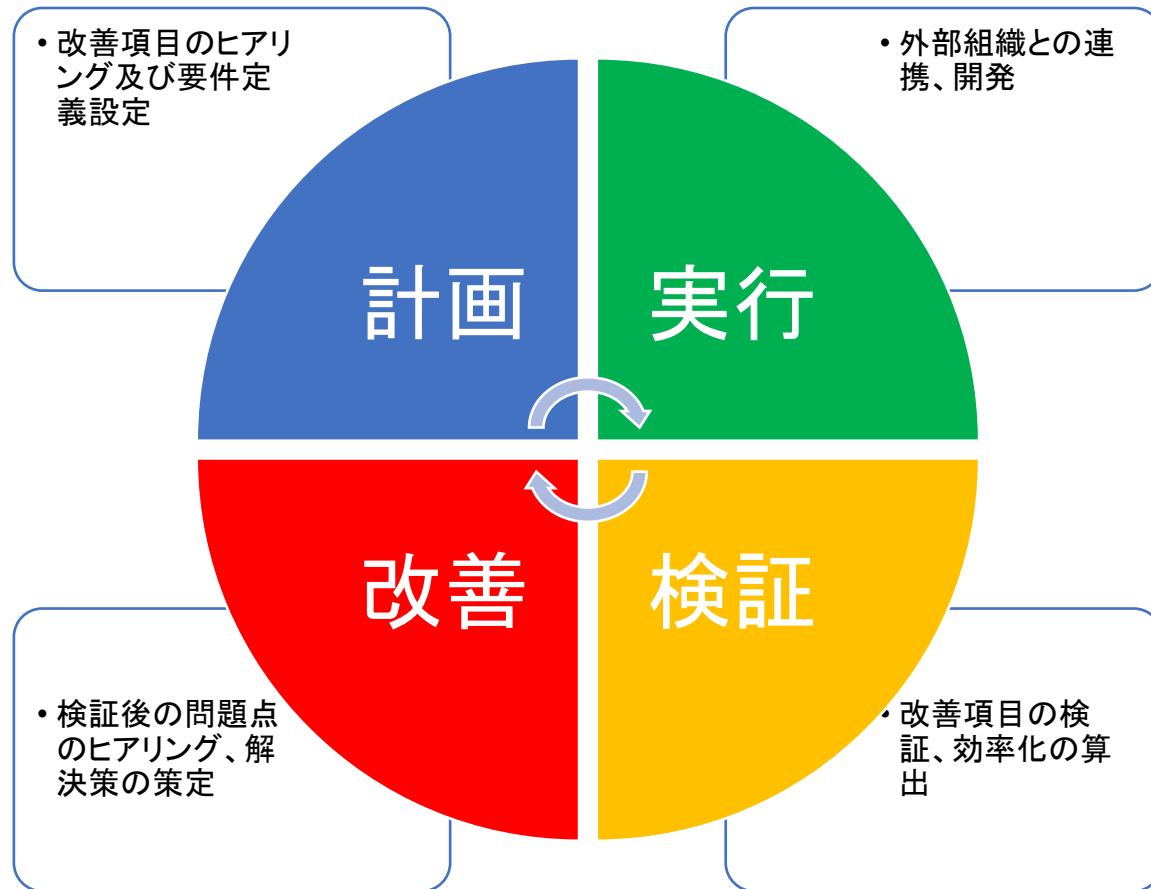 • 改善項目のヒアリ
ング及び要件定
義設定
• 外部組織との連
携、開発
計画
実行
改善
検証
• 検証後の問題点
のヒアリング、解
決策の策定
• 改善項目の検
証、効率化の算
出